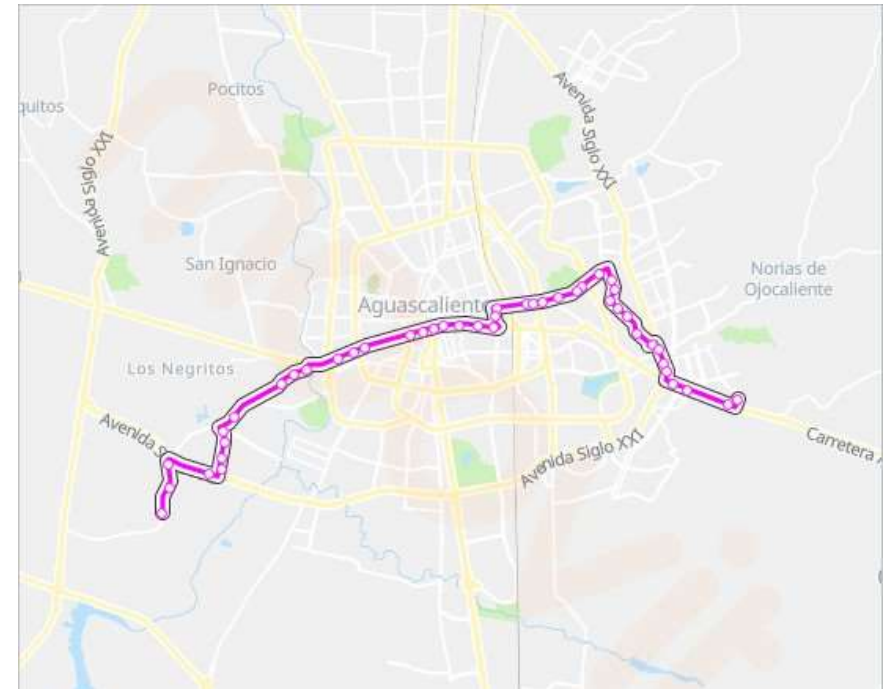 Pocitos
quitos
Avenida Siglo XXI
Avenida Siglo XXI
San Ignacio
Norias de
Ojocaliente
Aguascaliente
Los Negritos
Avenida S
Avenida Siglo XXI
Carretera A